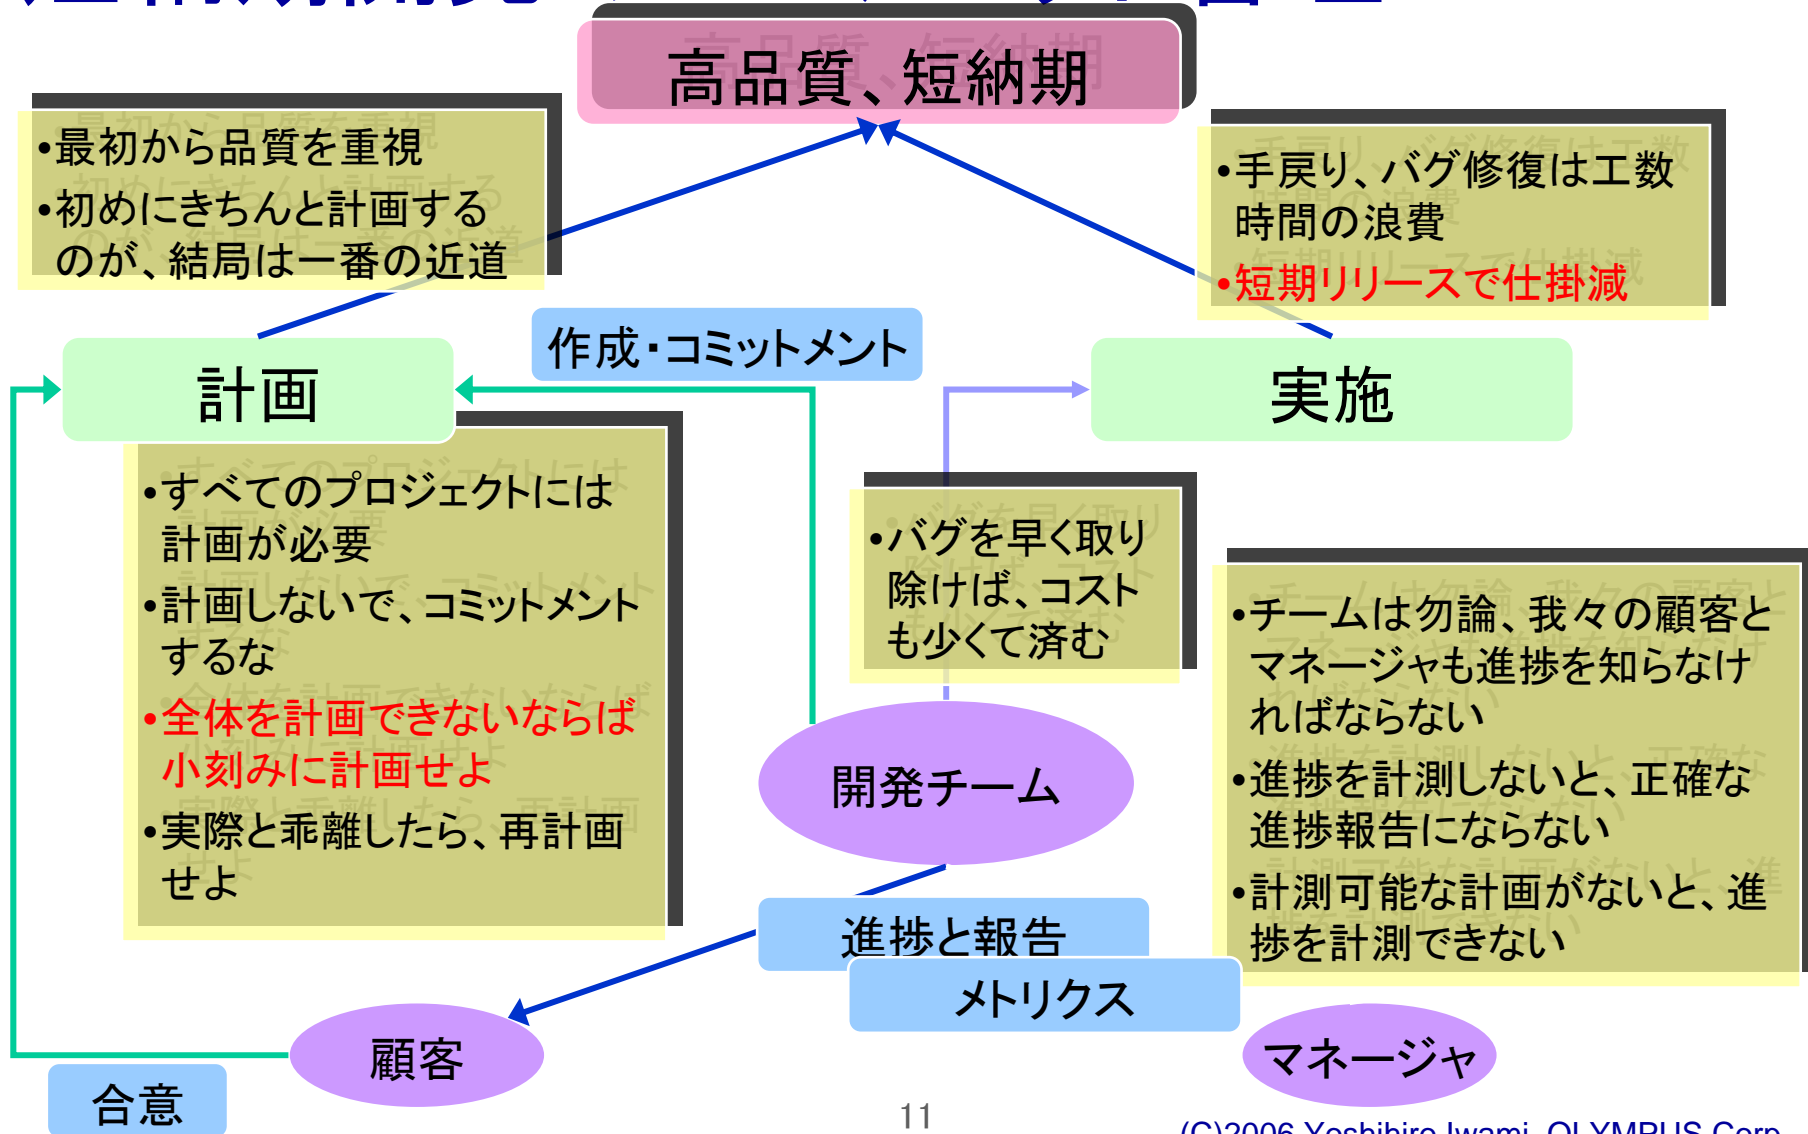 高品質、短納期
•最初から品質を重視
•初めにきちんと計画する
のが、結局は一番の近道
•手戻り、バグ修復は工数
時間の浪費
•短期リリースで仕掛減
作成・コミットメント
計画
実施
•すべてのプロジェクトには
計画が必要
•計画しないで、コミットメント
するな
•全体を計画できないならば
小刻みに計画せよ
•実際と乖離したら、再計画
せよ
•バグを早く取り
除けば、コスト
も少くて済む
•チームは勿論、我々の顧客と
マネージャも進捗を知らなけ
ればならない
•進捗を計測しないと、正確な
進捗報告にならない
•計測可能な計画がないと、進
捗を計測できない
開発チーム
進捗と報告
メトリクス
顧客
マネージャ
合意
11
(C)2006 Yoshihiro Iwami, OLYMPUS Corp.